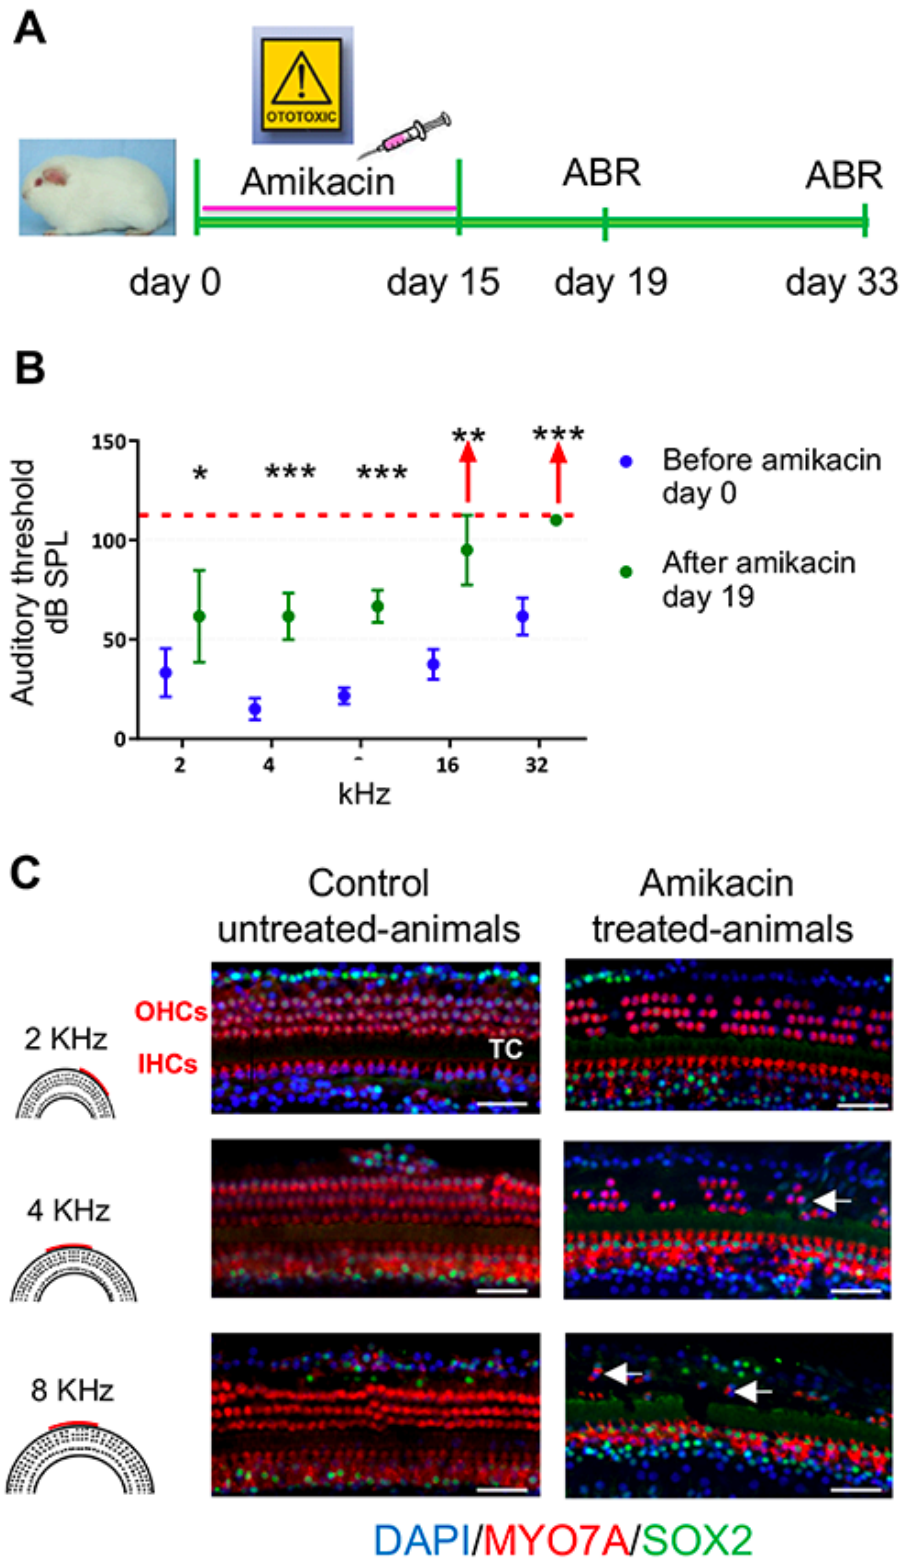 A
OTOTOXIC
Amikacin
ABR
ABR
day 0
day 15
day 19
day 33
B
Auditory threshold
dB SPL
150
100
50
0
*
***
***
**
***
Before amikacin
day 0
After amikacin
day 19
2
4
16
32
kHz
C
Control
untreated-animals
Amikacin
treated-animals
2 KHz
OHCs
IHCs
TC
4 KHz
8 KHz
DAPI/MYO7A/SOX2